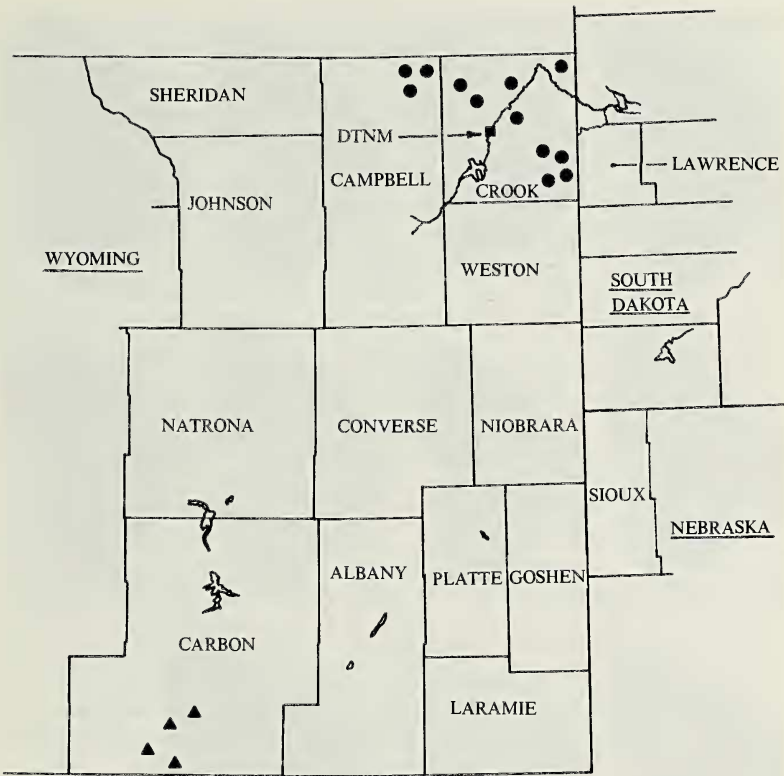 SHERIDAN
DTNM
LAWRENCE
CAMPBELL
CROOK
JOHNSON
WYOMING
WESTON
SOUTH
DAKOTA
NATRONA
CONVERSE
NIOBRARA
SIOUX
NEBRASKA
ALBANY
PLATTE
GOSHEN
CARBON
LARAMIE